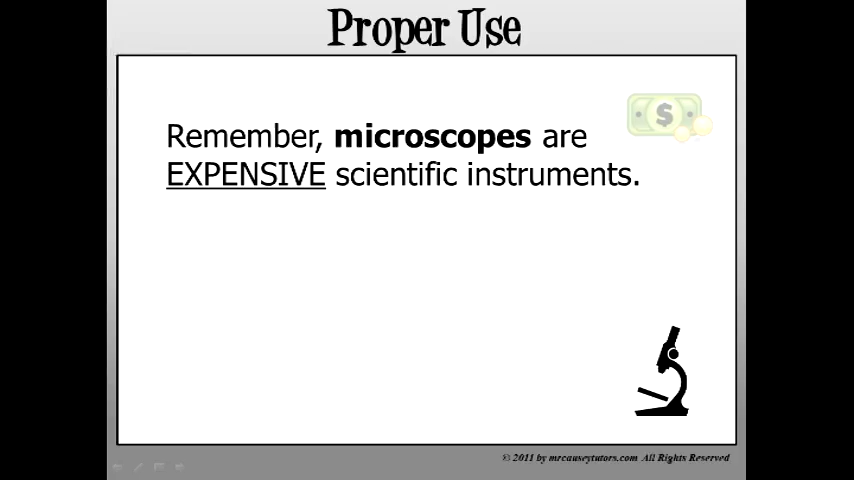 Proper Use
Remember, microscopes are
EXPENSIVE scientific instruments.
$
© 2011 by mrcauseytutors.com All Rights Reserved